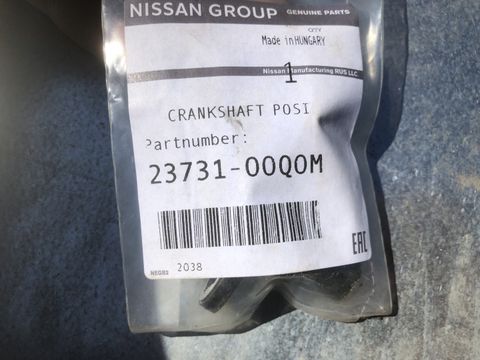 NISSAN GROUP GENUINE PARTS
QTY
Made in HUNGARY
Nissan Manufacturing RUS LLC.
1
CRANKSHAFT POSI
Partnumber:
23731-00Q0M
NEGRS 2038
EAC